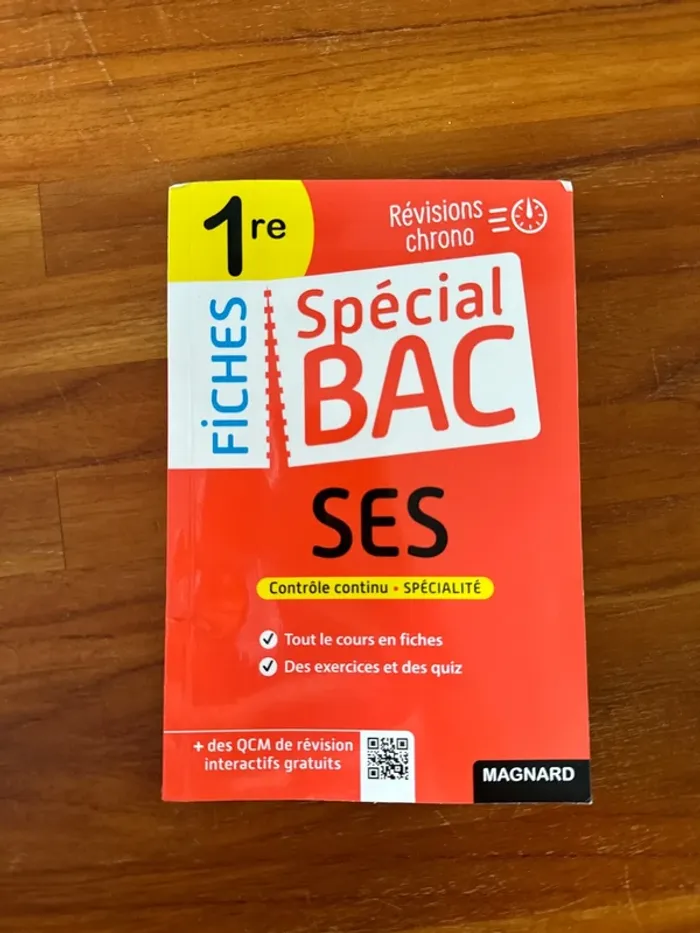 1re
Révisions
chrono
FiCHES
Spécial
BAC
SES
Contrôle continu • SPÉCIALITÉ
Tout le cours en fiches
Des exercices et des quiz
+ des QCM de révision
interactifs gratuits
MAGNARD